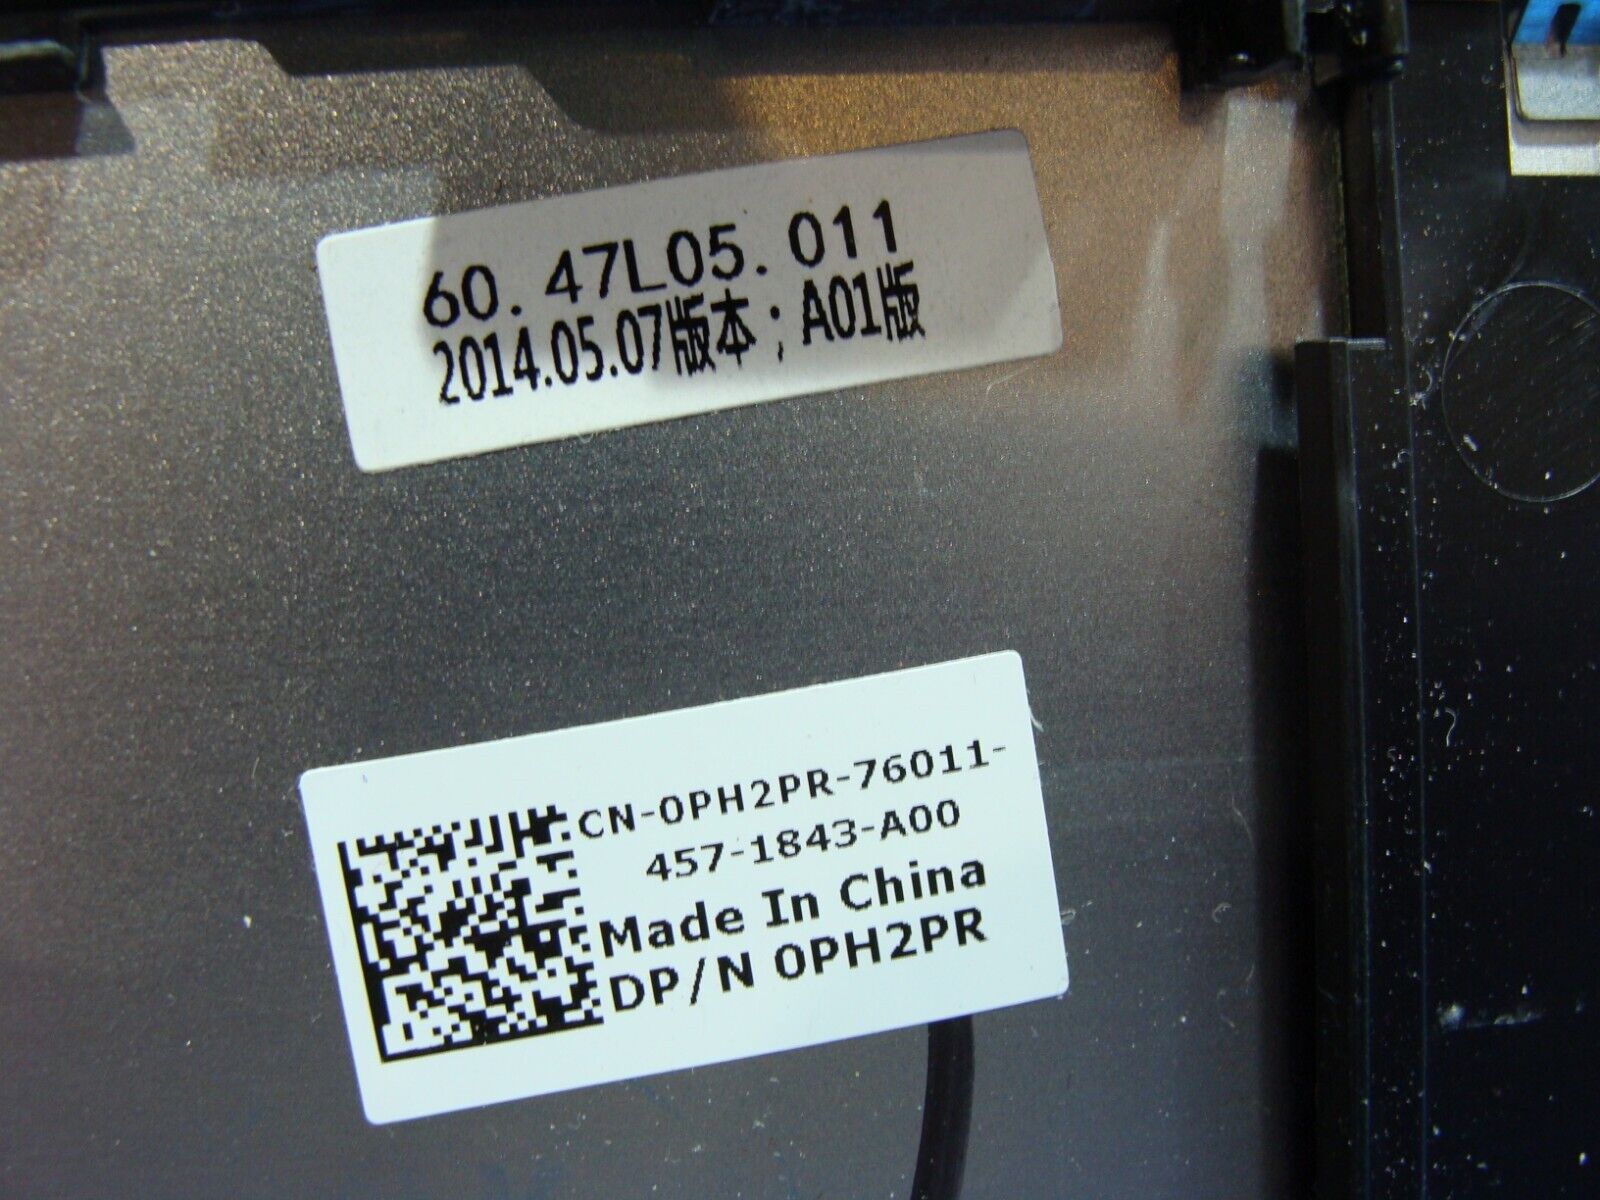 60.47L05.011
2014.05.07版本;A01版
CN-0PH2PR-76011-
457-1843-A00
Made In China
DP/N 0PH2PR